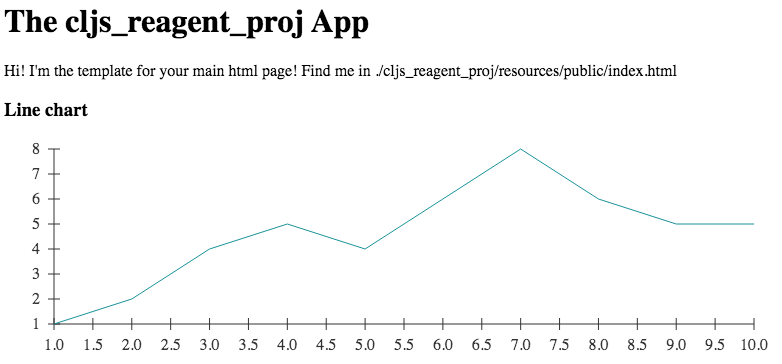 The cljs_reagent_proj App
Hi! I'm the template for your main html page! Find me in ./cljs_reagent_proj/resources/public/index.html
Line chart
8
7
6
5
4
3
2
1
1.0 1.5 2.0 2.5 3.0 3.5 4.0 4.5 5.0 5.5 6.0 6.5 7.0 7.5 8.0 8.5 9.0 9.5 10.0